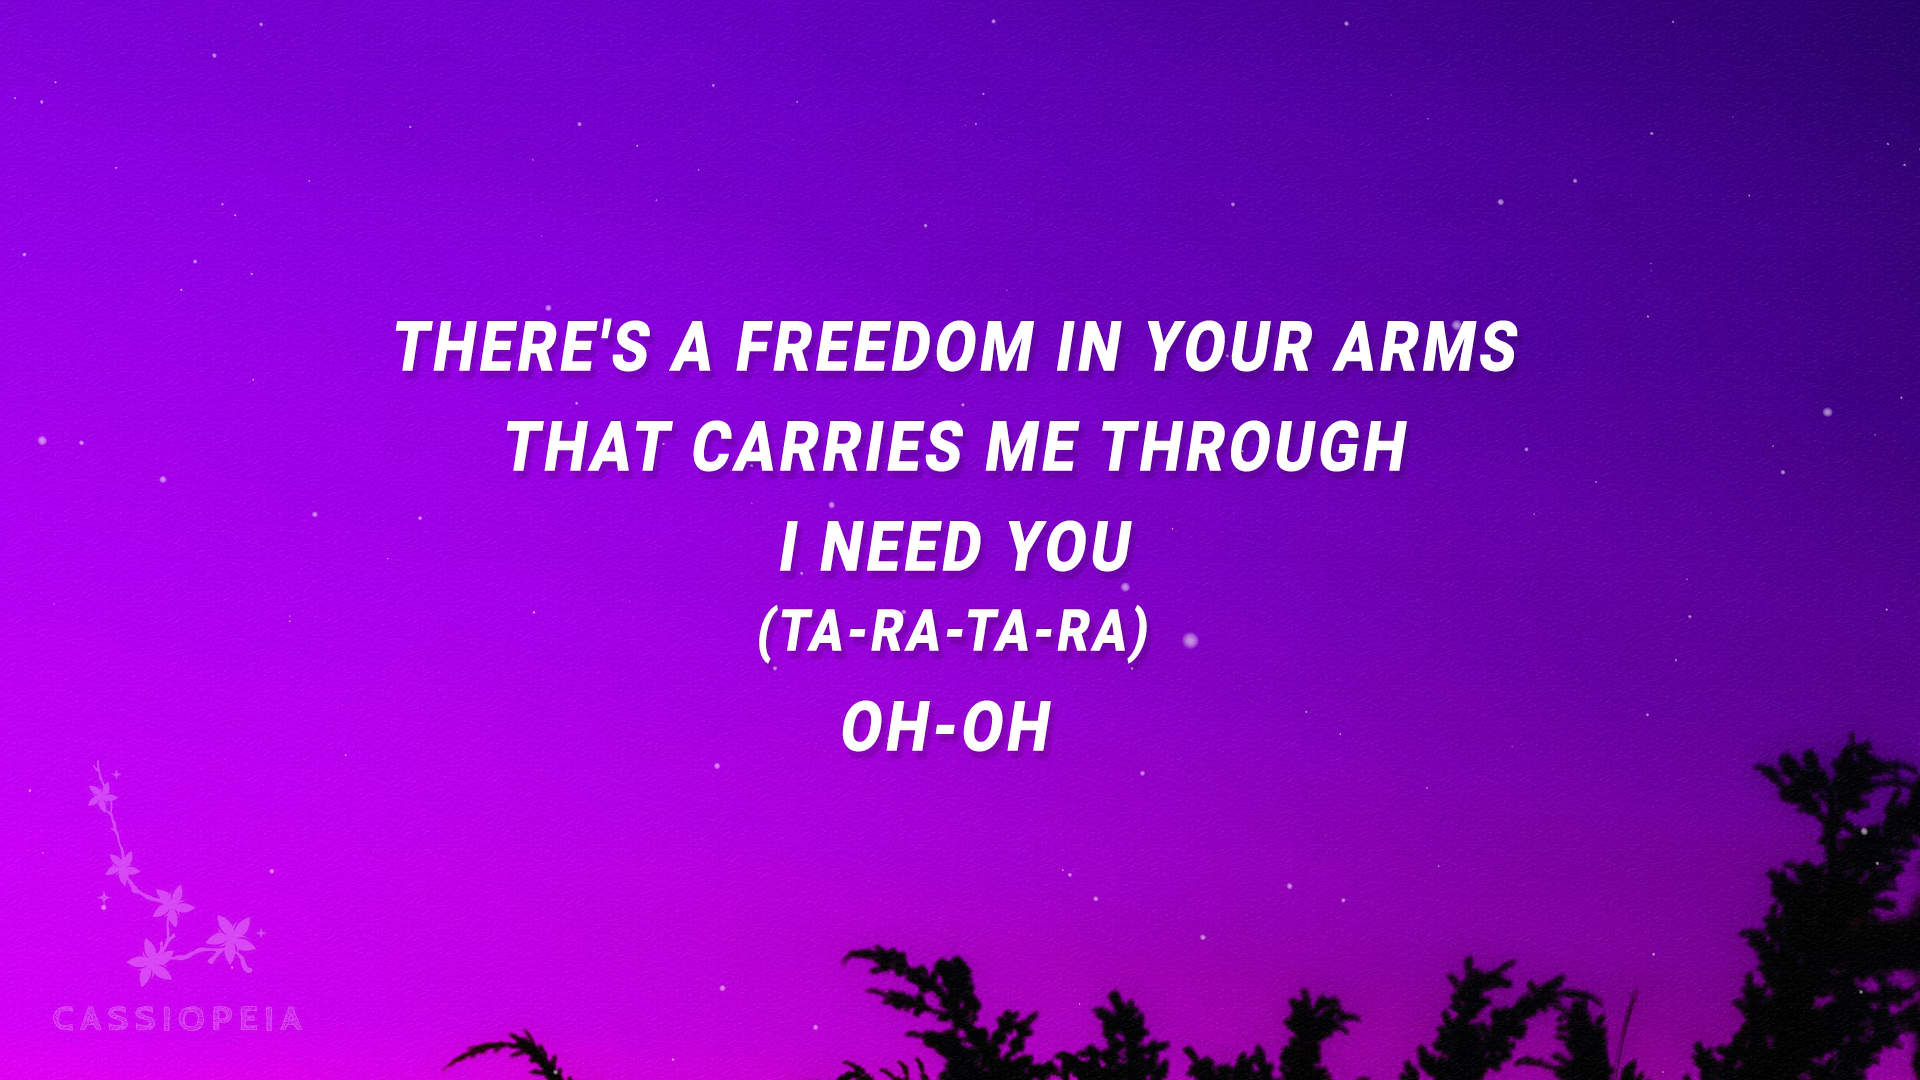 THERE'S A FREEDOM IN YOUR ARMS
THAT CARRIES ME THROUGH
I NEED YOU
(TA-RA-TA-RA)
OH-OH
CASSIOPEIA